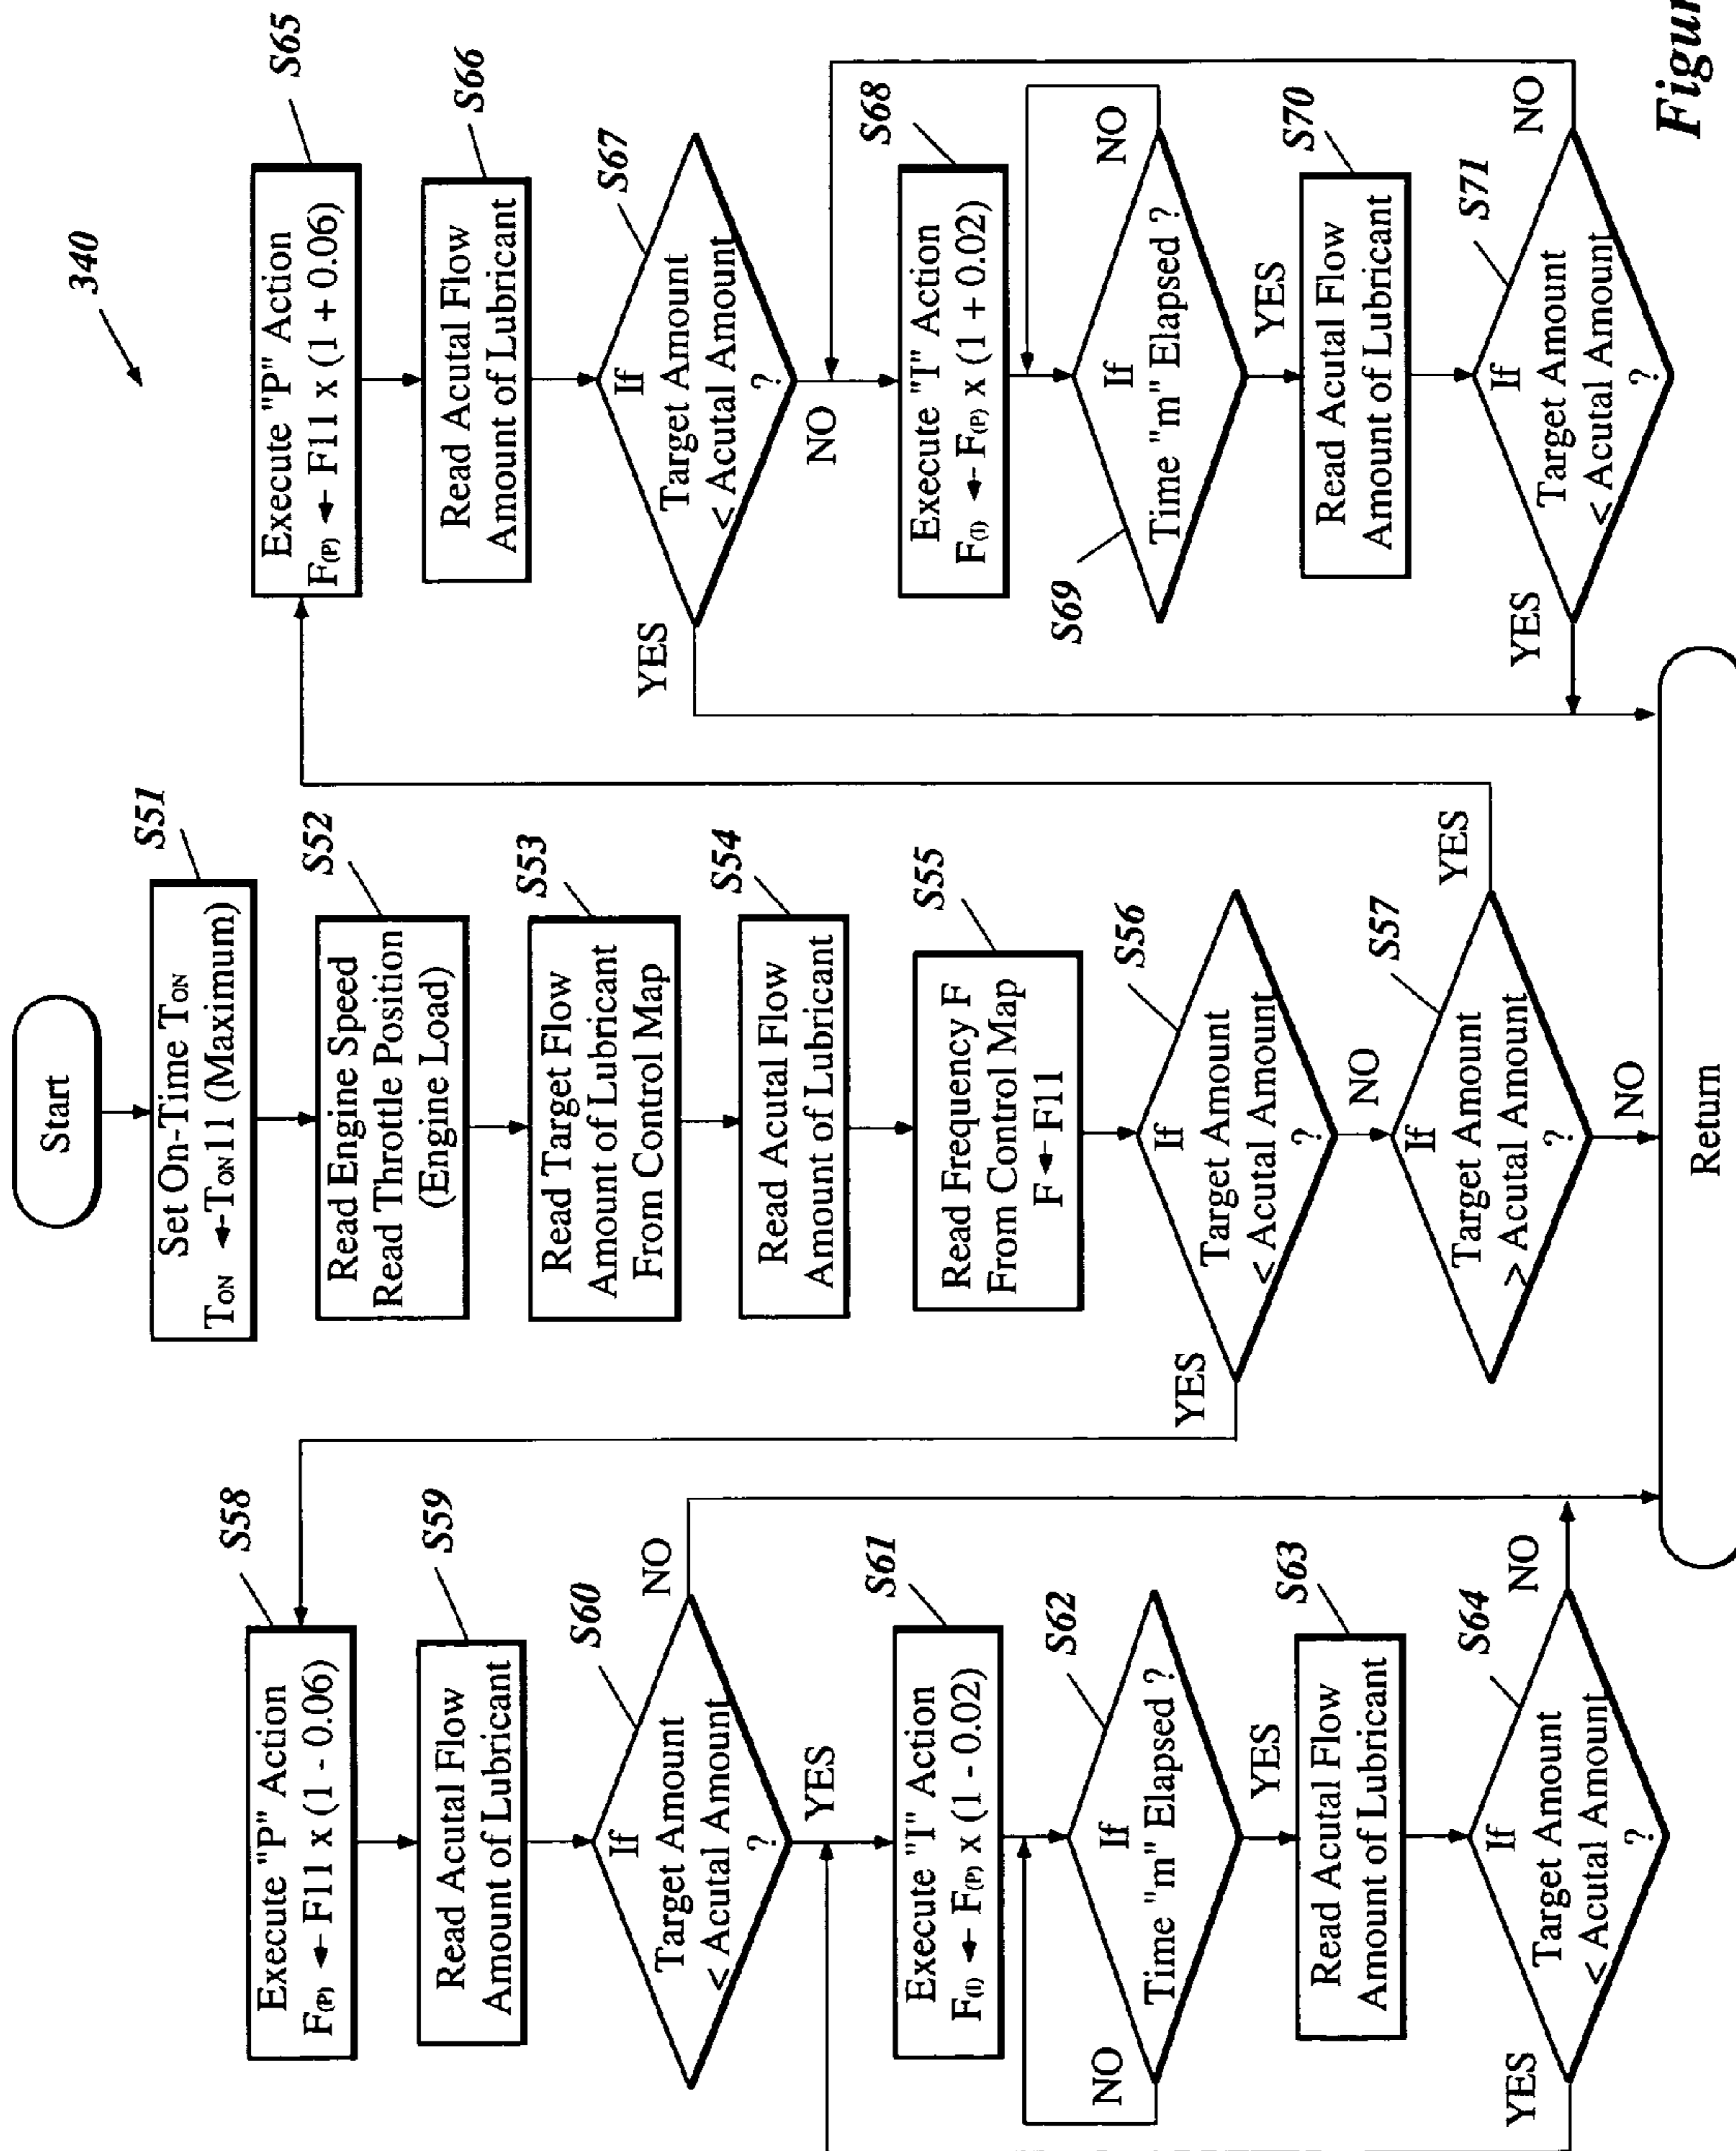 340
Start
Set On-Time TON
TON ← TON11 (Maximum)
S51
Read Engine Speed
Read Throttle Position
(Engine Load)
S52
Read Target Flow
Amount of Lubricant
From Control Map
S53
Read Acutal Flow
Amount of Lubricant
S54
Read Frequency F
From Control Map
F ← F11
S55
If
Target Amount
< Acutal Amount
?
S56
YES
NO
If
Target Amount
> Acutal Amount
?
S57
YES
NO
Execute "P" Action
F(P) ← F11 x (1 - 0.06)
S58
Read Acutal Flow
Amount of Lubricant
S59
If
Target Amount
< Acutal Amount
?
S60
NO
YES
Execute "I" Action
F(I) ← F(P) x (1 - 0.02)
S61
If
Time "m" Elapsed ?
S62
NO
YES
Read Acutal Flow
Amount of Lubricant
S63
If
Target Amount
< Acutal Amount
?
S64
YES
NO
Execute "P" Action
F(P) ← F11 x (1 + 0.06)
S65
Read Acutal Flow
Amount of Lubricant
S66
If
Target Amount
< Acutal Amount
?
S67
YES
NO
Execute "I" Action
F(I) ← F(P) x (1 + 0.02)
S68
If
Time "m" Elapsed ?
S69
NO
YES
Read Acutal Flow
Amount of Lubricant
S70
If
Target Amount
< Acutal Amount
?
S71
YES
NO
Return